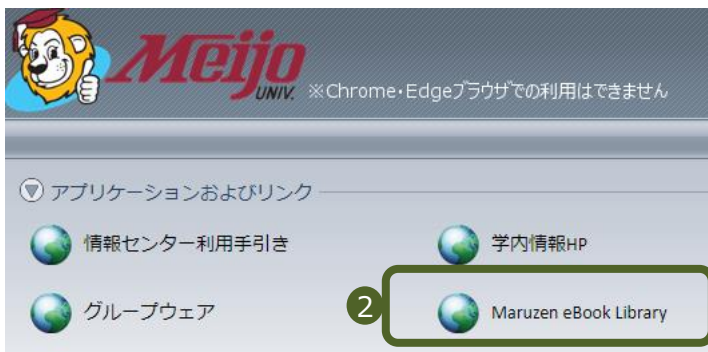 Meijo
UNIV. ※Chrome・Edgeブラウザでの利用はできません
アプリケーションおよびリンク
情報センター利用手引き
学内情報HP
グループウェア
2
Maruzen eBook Library